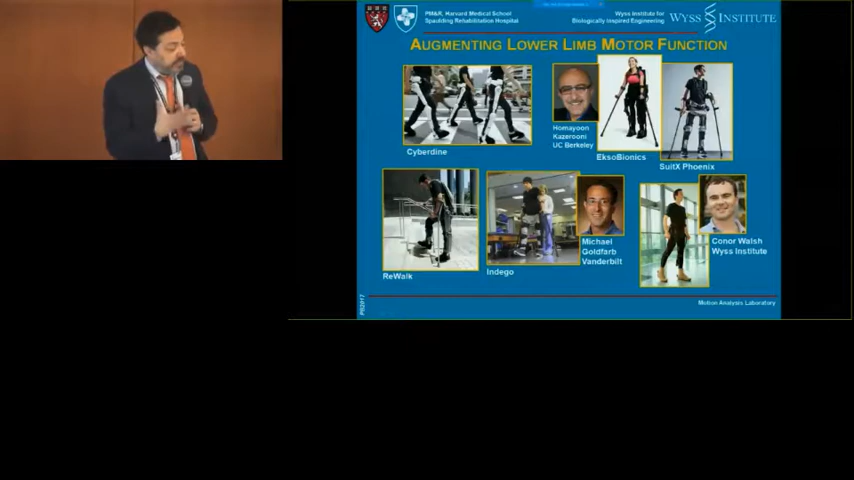 PM&R, Harvard Medical School
Spaulding Rehabilitation Hospital
Wyss Institute for
Biologically Inspired Engineering
WYSS INSTITUTE
AUGMENTING LOWER LIMB MOTOR FUNCTION
Cyberdine
Homayoon
Kazerooni
UC Berkeley
EksoBionics
SuitX Phoenix
ReWalk
Indego
Michael
Goldfarb
Vanderbilt
Conor Walsh
Wyss Institute
Motion Analysis Laboratory